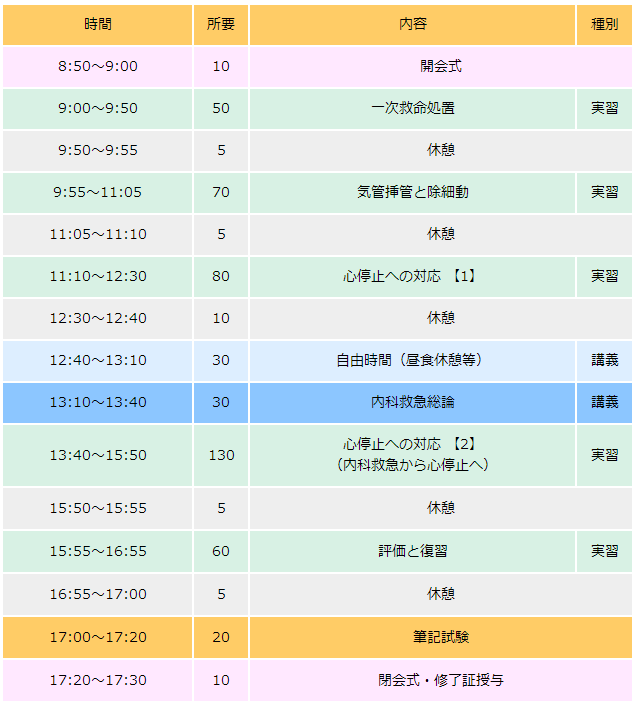 時間 所要 内容 種別
8:50～9:00 10 開会式
9:00～9:50 50 一次救命処置 実習
9:50～9:55 5 休憩
9:55～11:05 70 気管挿管と除細動 実習
11:05～11:10 5 休憩
11:10～12:30 80 心停止への対応 【1】 実習
12:30～12:40 10 休憩
12:40～13:10 30 自由時間（昼食休憩等） 講義
13:10～13:40 30 内科救急総論 講義
13:40～15:50 130 心停止への対応 【2】 実習
（内科救急から心停止へ）
15:50～15:55 5 休憩
15:55～16:55 60 評価と復習 実習
16:55～17:00 5 休憩
17:00～17:20 20 筆記試験
17:20～17:30 10 閉会式・修了証授与